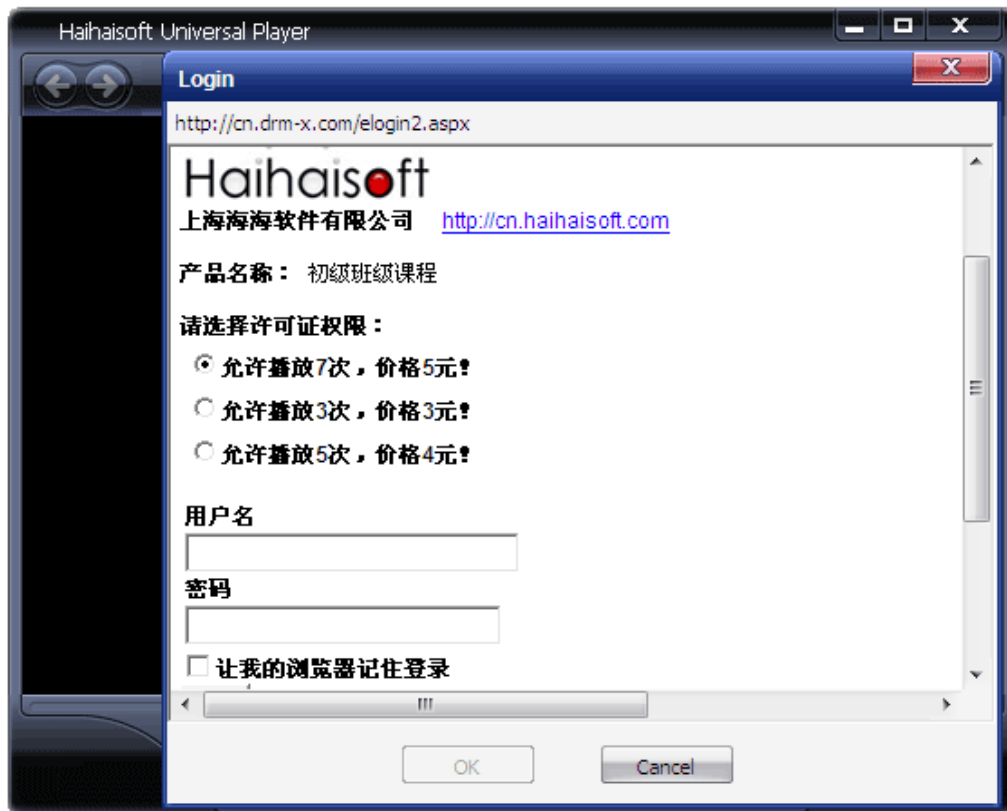 Haihaisoft Universal Player
Login
http://cn.drm-x.com/elogin2.aspx
Haihaisoft
上海海海软件有限公司 http://cn.haihaisoft.com
产品名称： 初级班级课程
请选择许可证权限：
允许播放7次，价格5元！
允许播放3次，价格3元！
允许播放5次，价格4元！
用户名
密码
让我的浏览器记住登录
OK Cancel